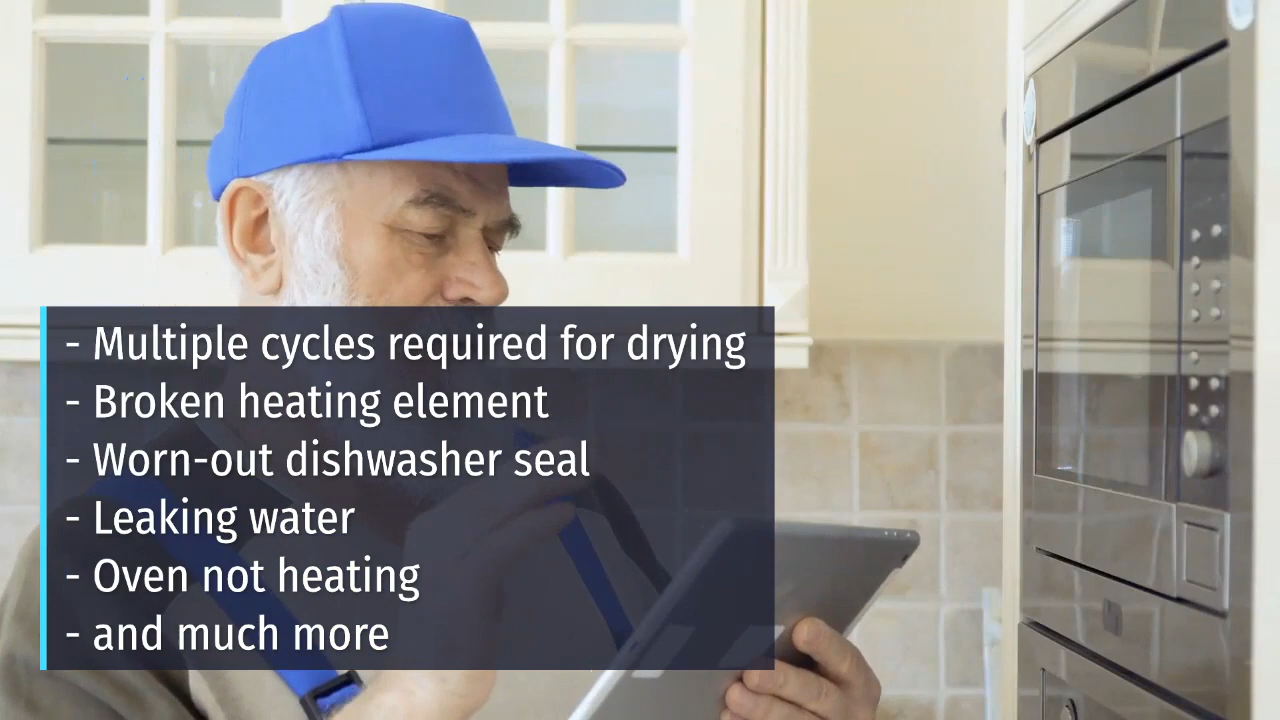 - Multiple cycles required for drying
- Broken heating element
- Worn-out dishwasher seal
- Leaking water
- Oven not heating
- and much more